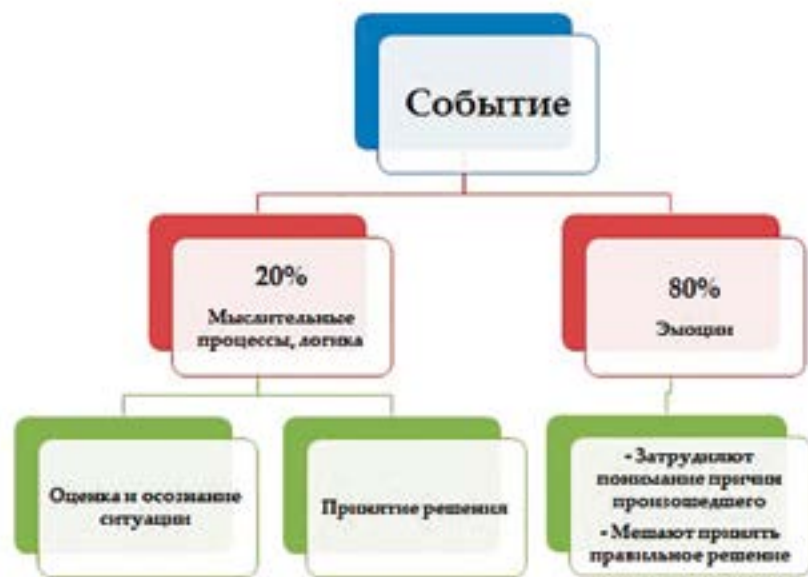 Событие
20%
Мыслительные
процессы, логика
80%
Эмоции
Оценка и осознание
ситуации
Принятие решения
- Затрудняют
понимание причин
произошедшего
- Мешают принять
правильное решение